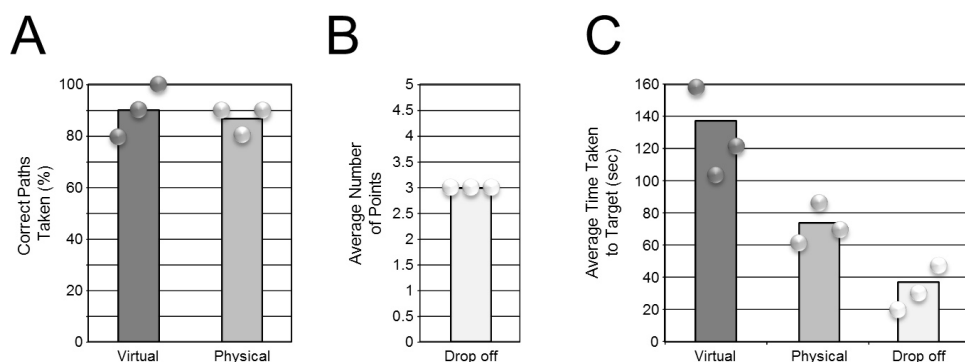 A
B
C
Correct Paths
Taken (%)
100
80
60
40
20
0
Virtual
Physical
Average Number
of Points
5
4.5
4
3.5
3
2.5
2
1.5
1
0.5
0
Drop off
Average Time Taken
to Target (sec)
160
140
120
100
80
60
40
20
0
Virtual
Physical
Drop off